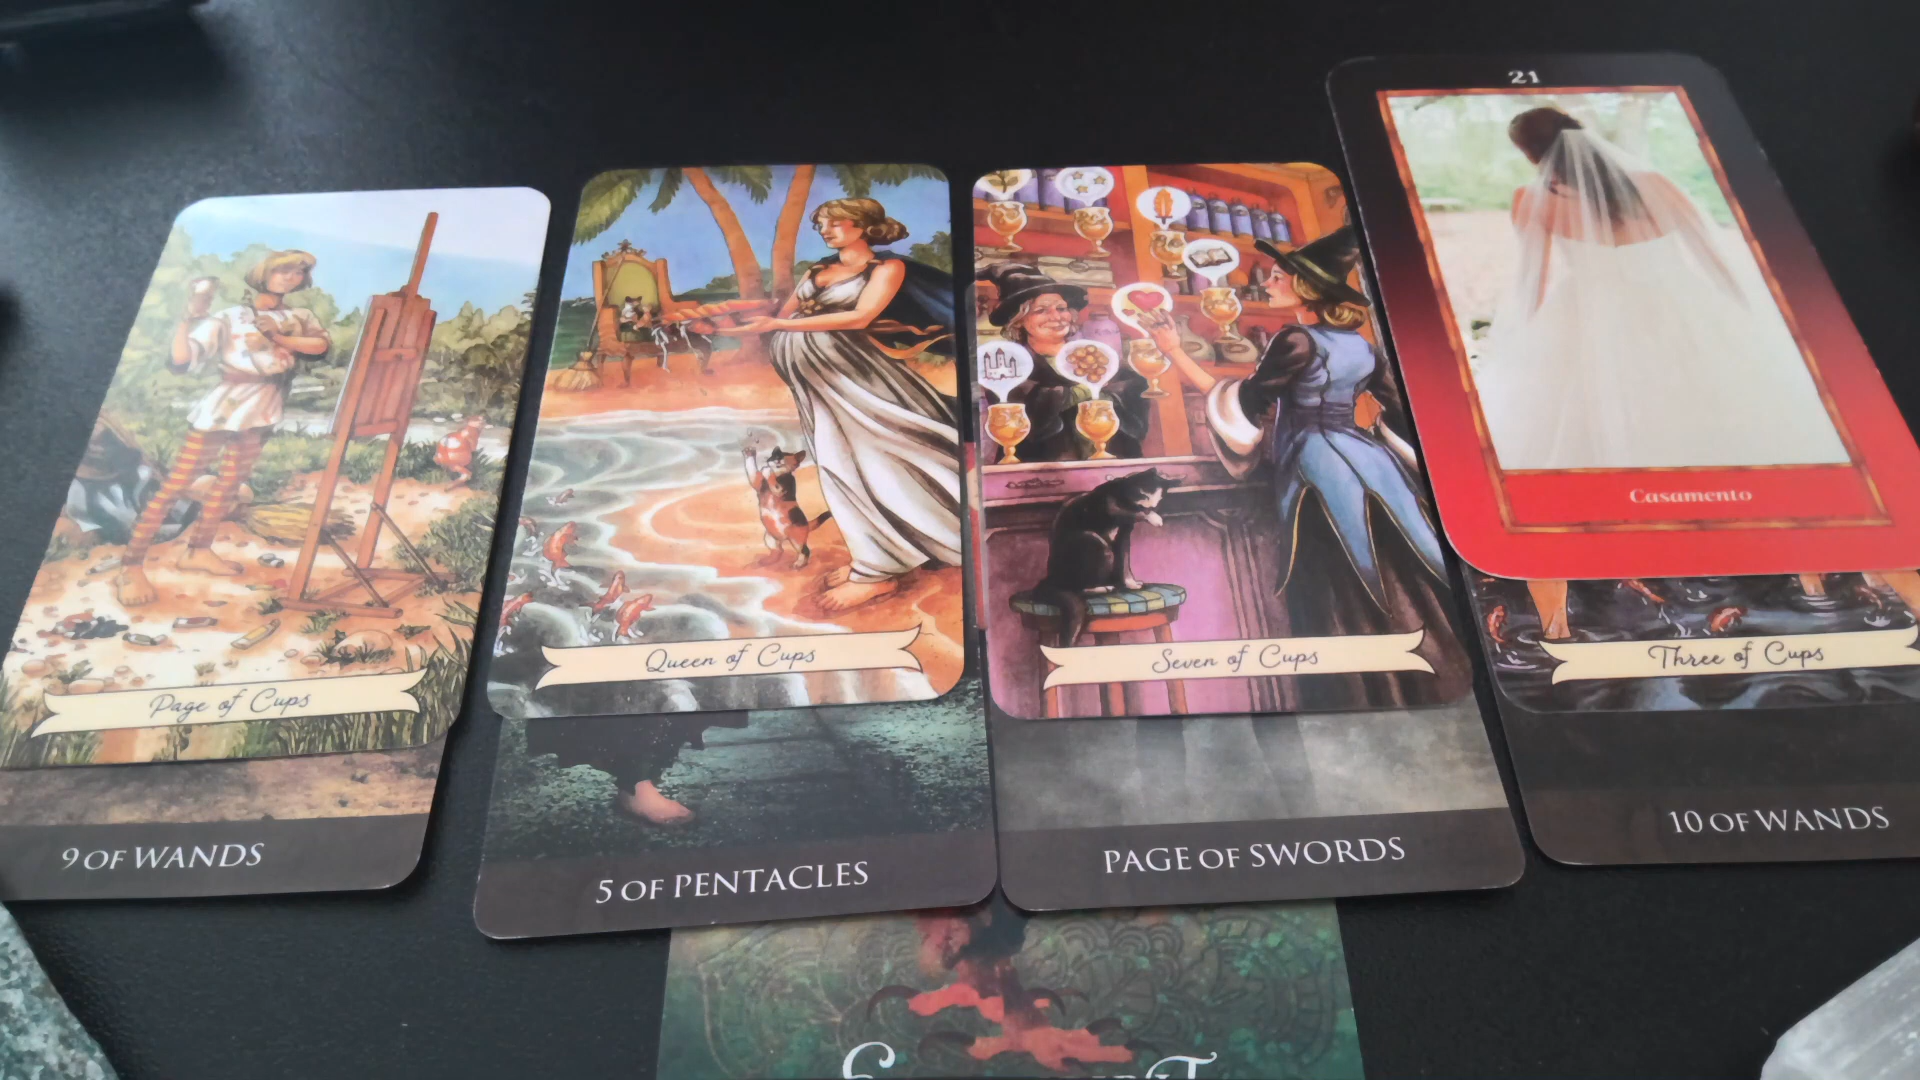 21
Casamento
Page of Cups
Queen of Cups
Seven of Cups
Three of Cups
9 OF WANDS
5 OF PENTACLES
PAGE OF SWORDS
10 OF WANDS